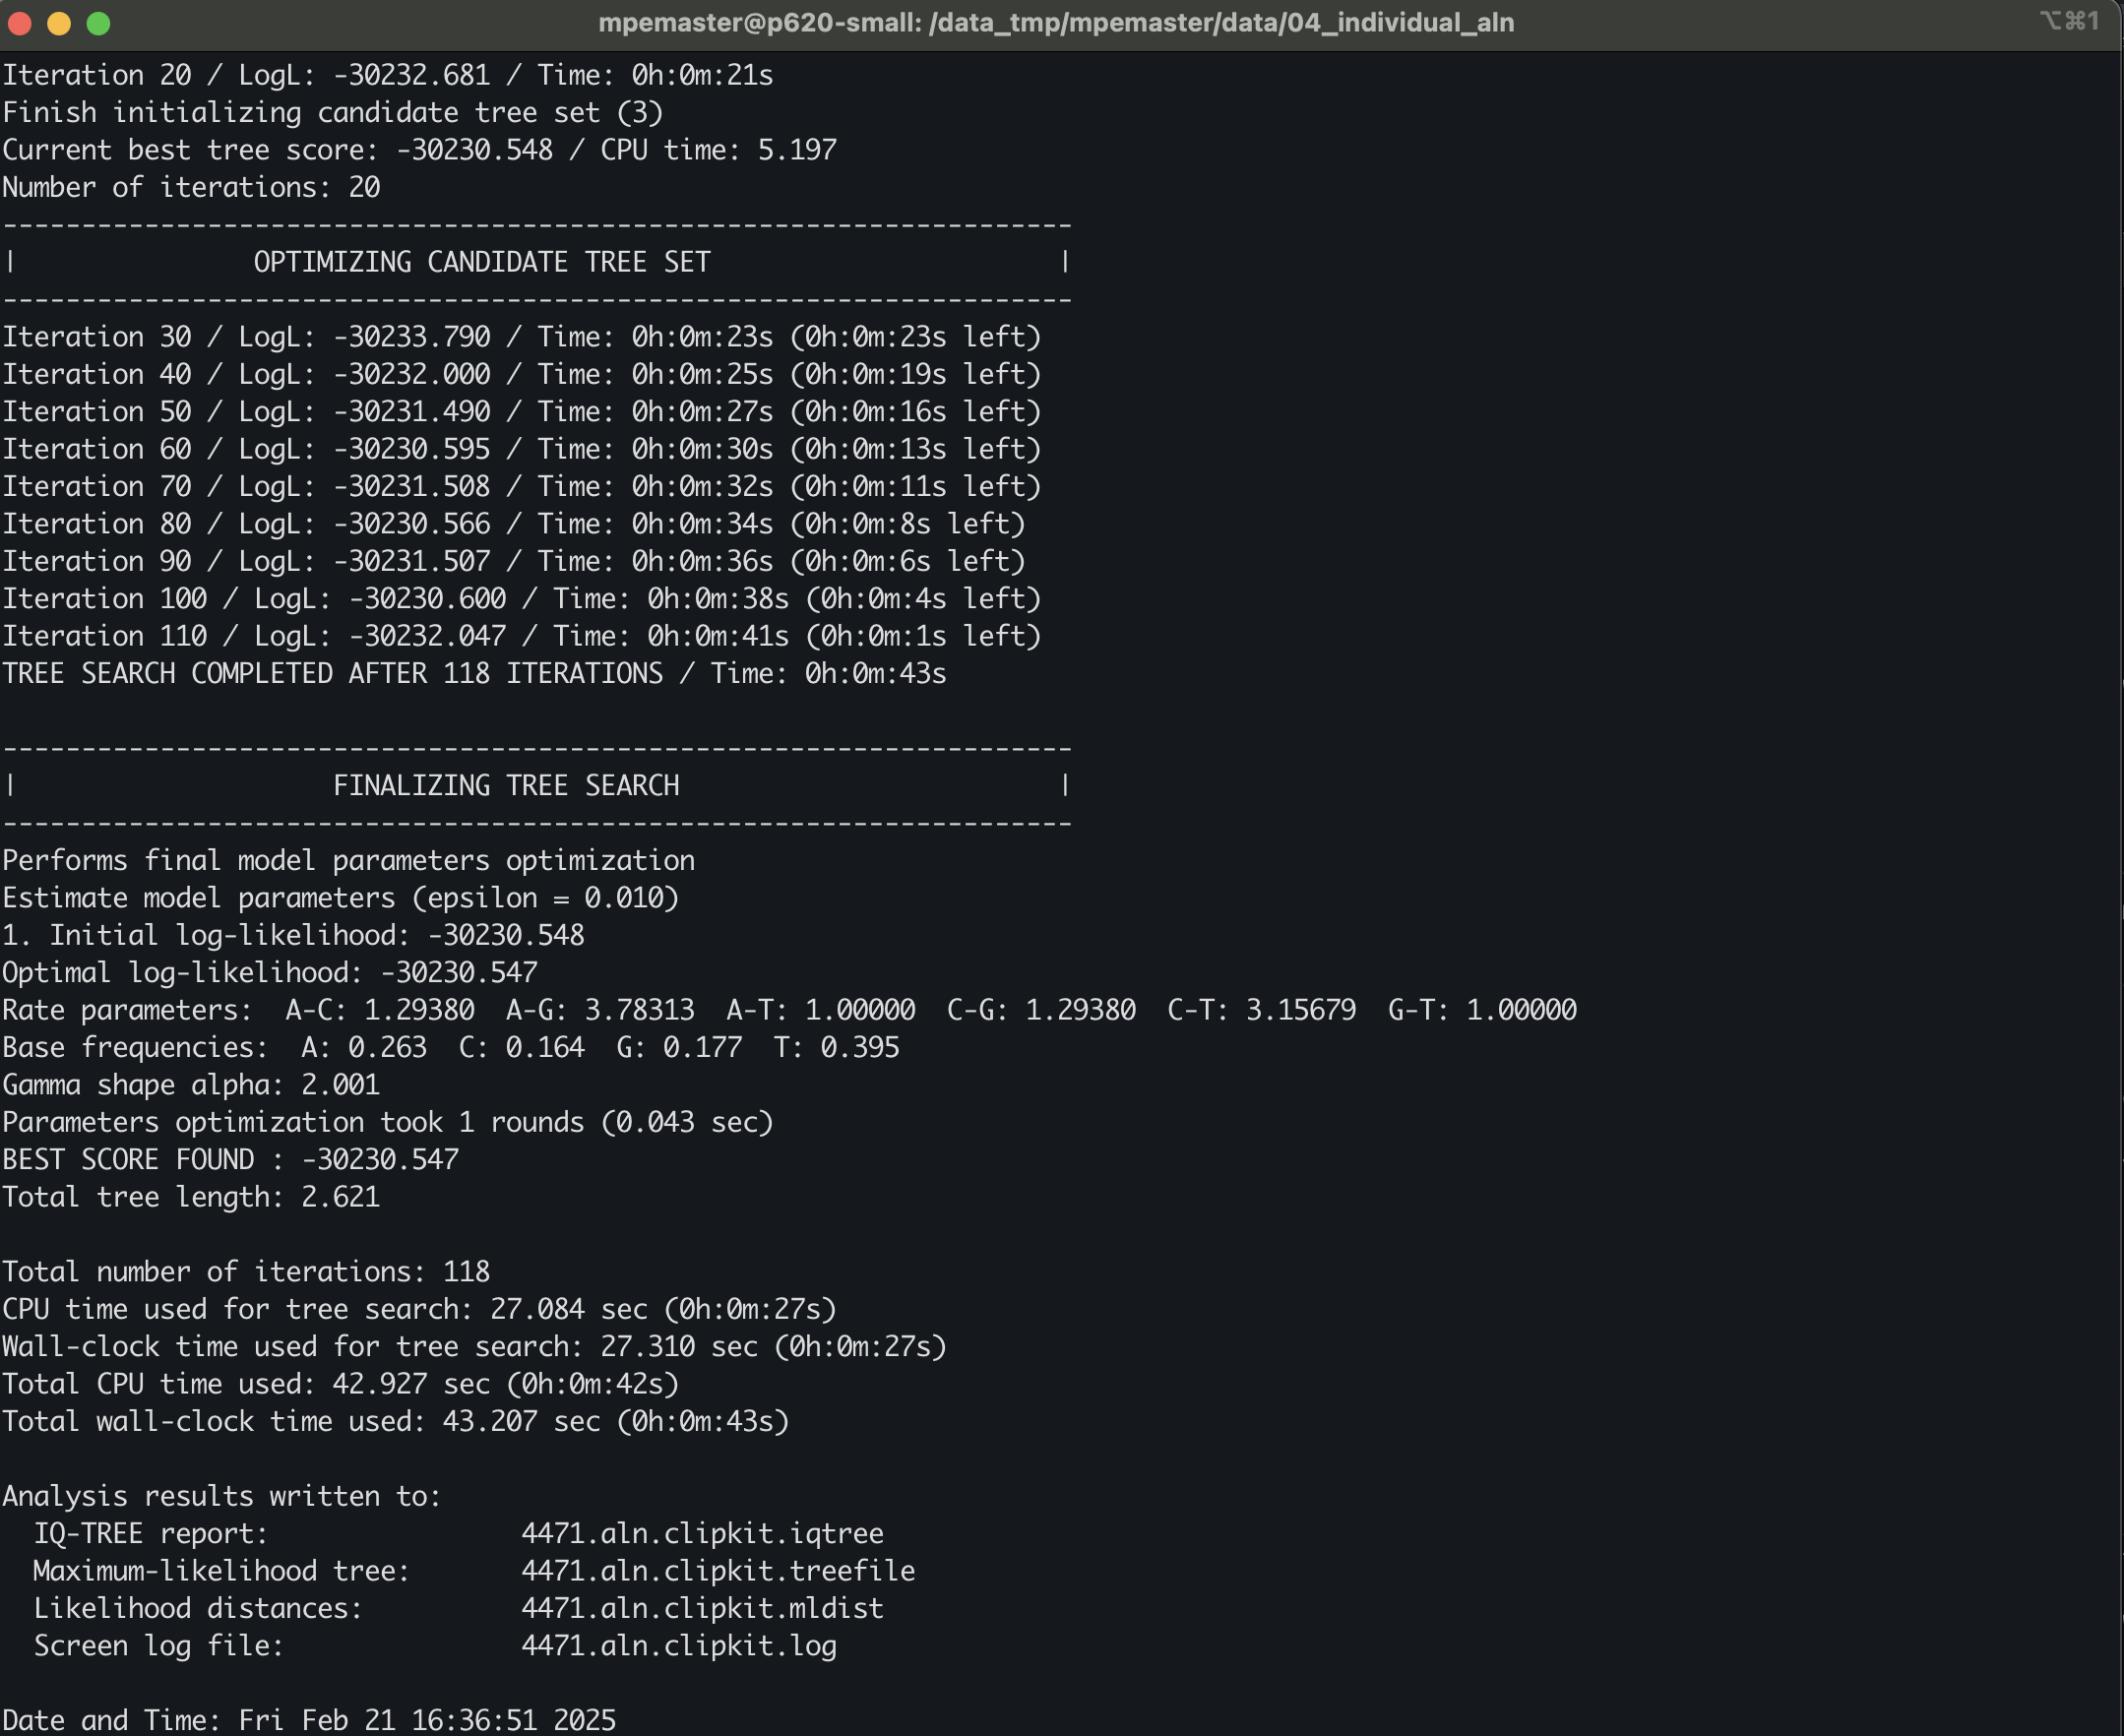 mpemaster@p620-small: /data_tmp/mpemaster/data/04_individual_aln
⌥⌘1
Iteration 20 / LogL: -30232.681 / Time: 0h:0m:21s
Finish initializing candidate tree set (3)
Current best tree score: -30230.548 / CPU time: 5.197
Number of iterations: 20
--------------------------------------------------------------------
|               OPTIMIZING CANDIDATE TREE SET                      |
--------------------------------------------------------------------
Iteration 30 / LogL: -30233.790 / Time: 0h:0m:23s (0h:0m:23s left)
Iteration 40 / LogL: -30232.000 / Time: 0h:0m:25s (0h:0m:19s left)
Iteration 50 / LogL: -30231.490 / Time: 0h:0m:27s (0h:0m:16s left)
Iteration 60 / LogL: -30230.595 / Time: 0h:0m:30s (0h:0m:13s left)
Iteration 70 / LogL: -30231.508 / Time: 0h:0m:32s (0h:0m:11s left)
Iteration 80 / LogL: -30230.566 / Time: 0h:0m:34s (0h:0m:8s left)
Iteration 90 / LogL: -30231.507 / Time: 0h:0m:36s (0h:0m:6s left)
Iteration 100 / LogL: -30230.600 / Time: 0h:0m:38s (0h:0m:4s left)
Iteration 110 / LogL: -30232.047 / Time: 0h:0m:41s (0h:0m:1s left)
TREE SEARCH COMPLETED AFTER 118 ITERATIONS / Time: 0h:0m:43s
--------------------------------------------------------------------
|                    FINALIZING TREE SEARCH                        |
--------------------------------------------------------------------
Performs final model parameters optimization
Estimate model parameters (epsilon = 0.010)
1. Initial log-likelihood: -30230.548
Optimal log-likelihood: -30230.547
Rate parameters:  A-C: 1.29380  A-G: 3.78313  A-T: 1.00000  C-G: 1.29380  C-T: 3.15679  G-T: 1.00000
Base frequencies:  A: 0.263  C: 0.164  G: 0.177  T: 0.395
Gamma shape alpha: 2.001
Parameters optimization took 1 rounds (0.043 sec)
BEST SCORE FOUND : -30230.547
Total tree length: 2.621
Total number of iterations: 118
CPU time used for tree search: 27.084 sec (0h:0m:27s)
Wall-clock time used for tree search: 27.310 sec (0h:0m:27s)
Total CPU time used: 42.927 sec (0h:0m:42s)
Total wall-clock time used: 43.207 sec (0h:0m:43s)
Analysis results written to:
  IQ-TREE report:                4471.aln.clipkit.iqtree
  Maximum-likelihood tree:       4471.aln.clipkit.treefile
  Likelihood distances:          4471.aln.clipkit.mldist
  Screen log file:               4471.aln.clipkit.log
Date and Time: Fri Feb 21 16:36:51 2025